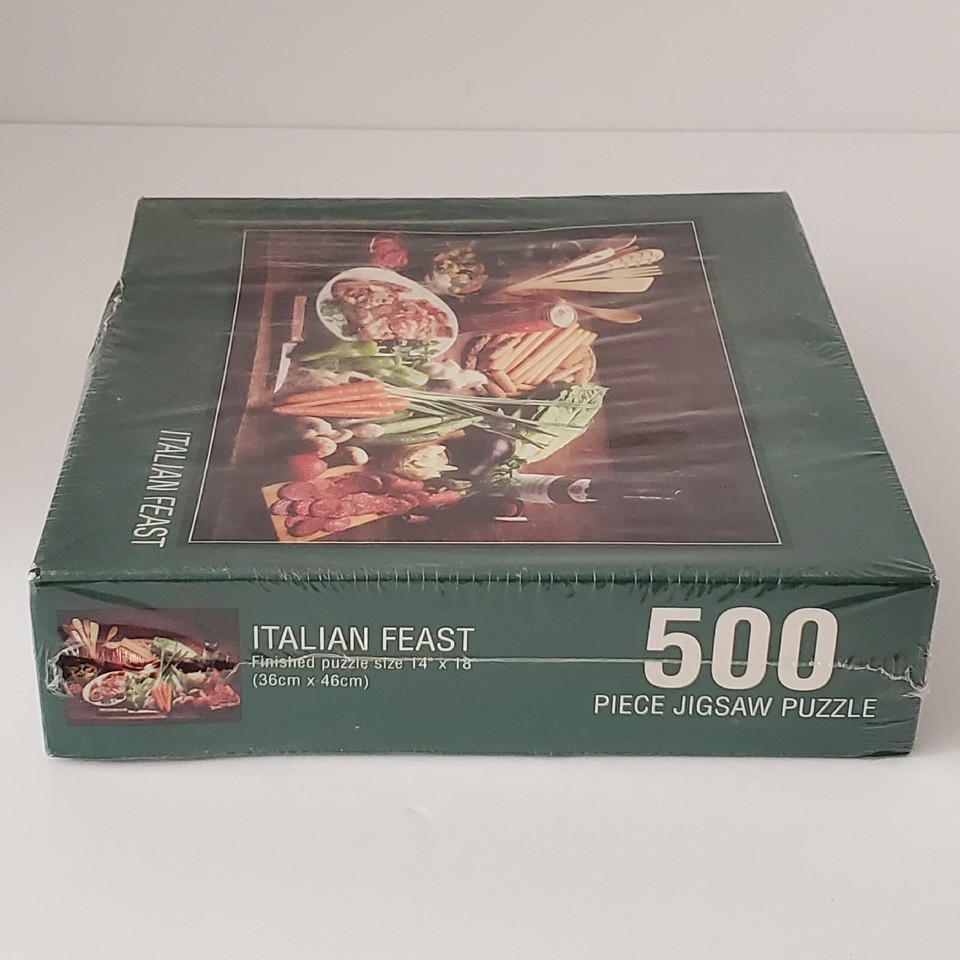 ITALIAN FEAST
ITALIAN FEAST
Finished puzzle size 14" x 18
(36cm x 46cm)
500
PIECE JIGSAW PUZZLE